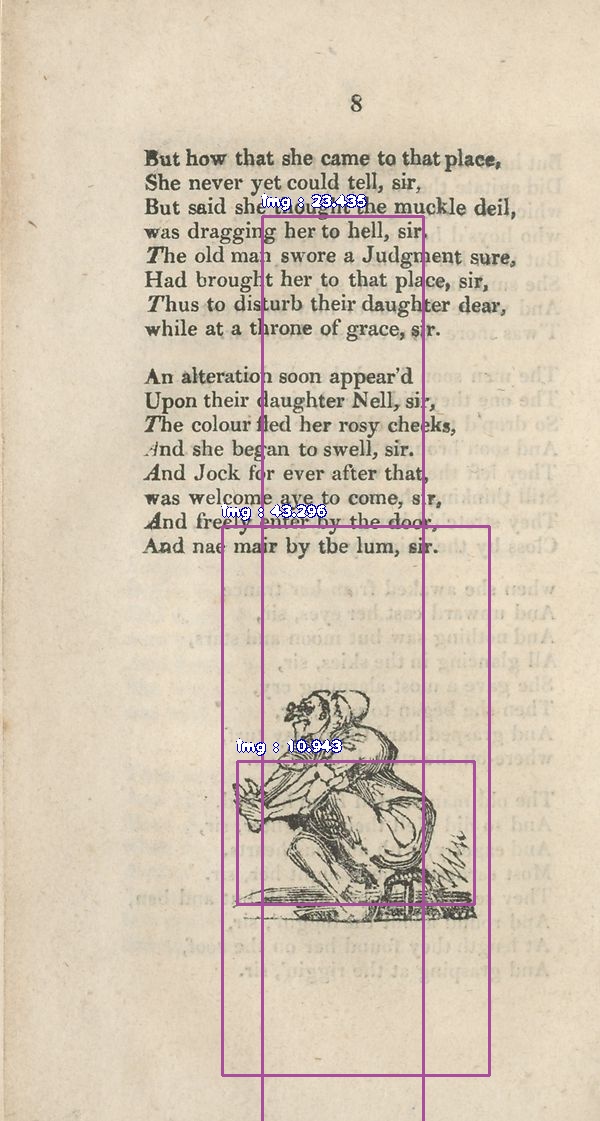 8
But how that she came to that place,
She never yet could tell, sir,
But said she thought the muckle deil,
was dragging her to hell, sir.
The old man swore a Judgment sure,
Had brought her to that place, sir,
Thus to disturb their daughter dear,
while at a throne of grace, sir.
An alteration soon appear'd
Upon their daughter Nell, sir,
The colour fled her rosy cheeks,
And she began to swell, sir.
And Jock for ever after that,
was welcome aye to come, sir,
And freely enter by the door,
And nae mair by the lum, sir.
img : 23.435
img : 43.296
img : 10.943